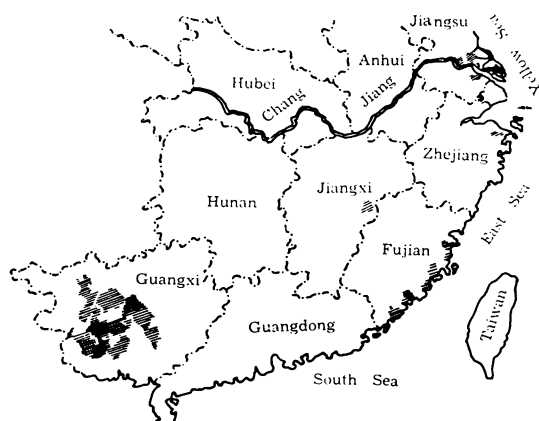 Jiangsu
Yellow Sea
Anhui
Hubei
Chang Jiang
Zhejiang
Hunan
Jiangxi
East Sea
Fujian
Guangxi
Guangdong
Taiwan
South Sea